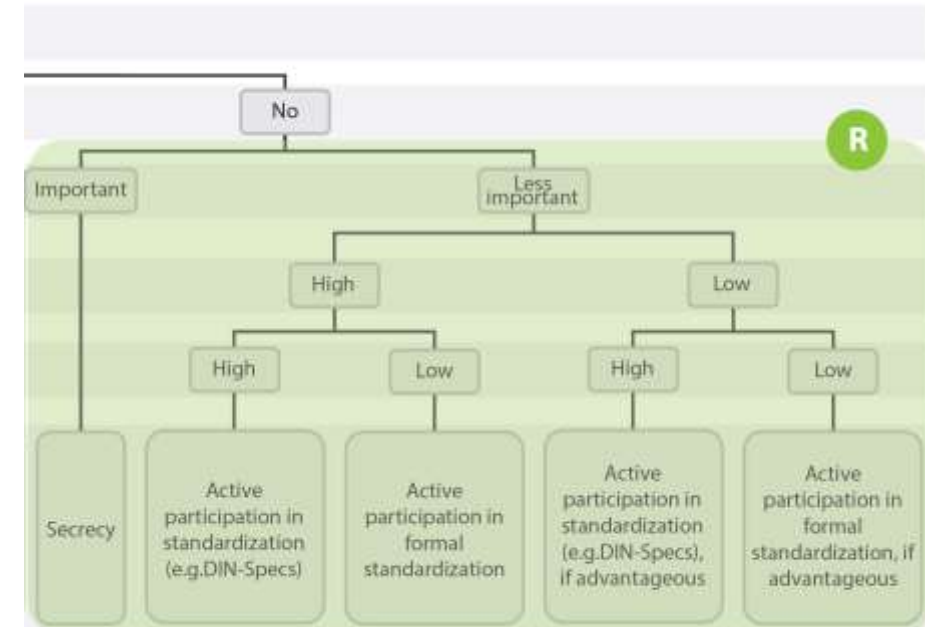 No
R
Important
Less
important
High
Low
High
Low
High
Low
Secrecy
Active
participation in
standardization
(e.g.DIN-Specs)
Active
participation in
formal
standardization
Active
participation in
standardization
(e.g.DIN-Specs),
if advantageous
Active
participation in
formal
standardization, if
advantageous